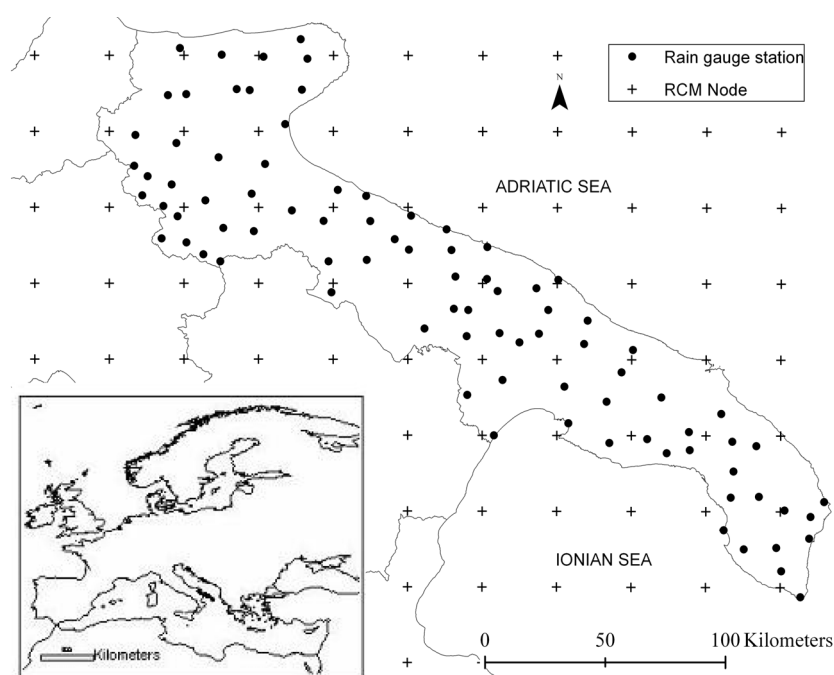 Rain gauge station
N
RCM Node
ADRIATIC SEA
IONIAN SEA
0 50 100 Kilometers
Kilometers